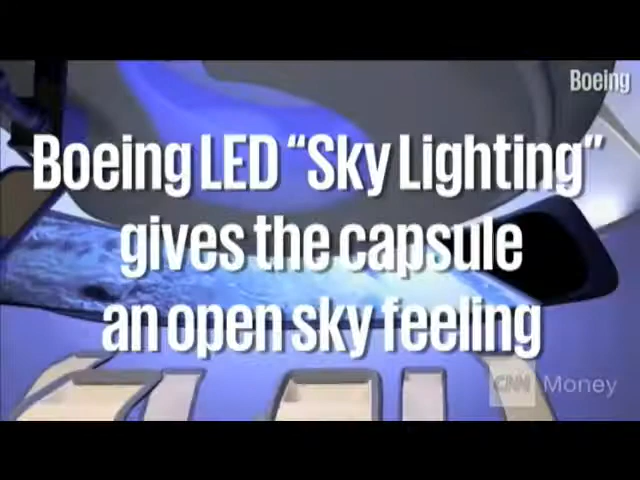 Boeing
Boeing LED “Sky Lighting”
gives the capsule
an open sky feeling
CNN Money